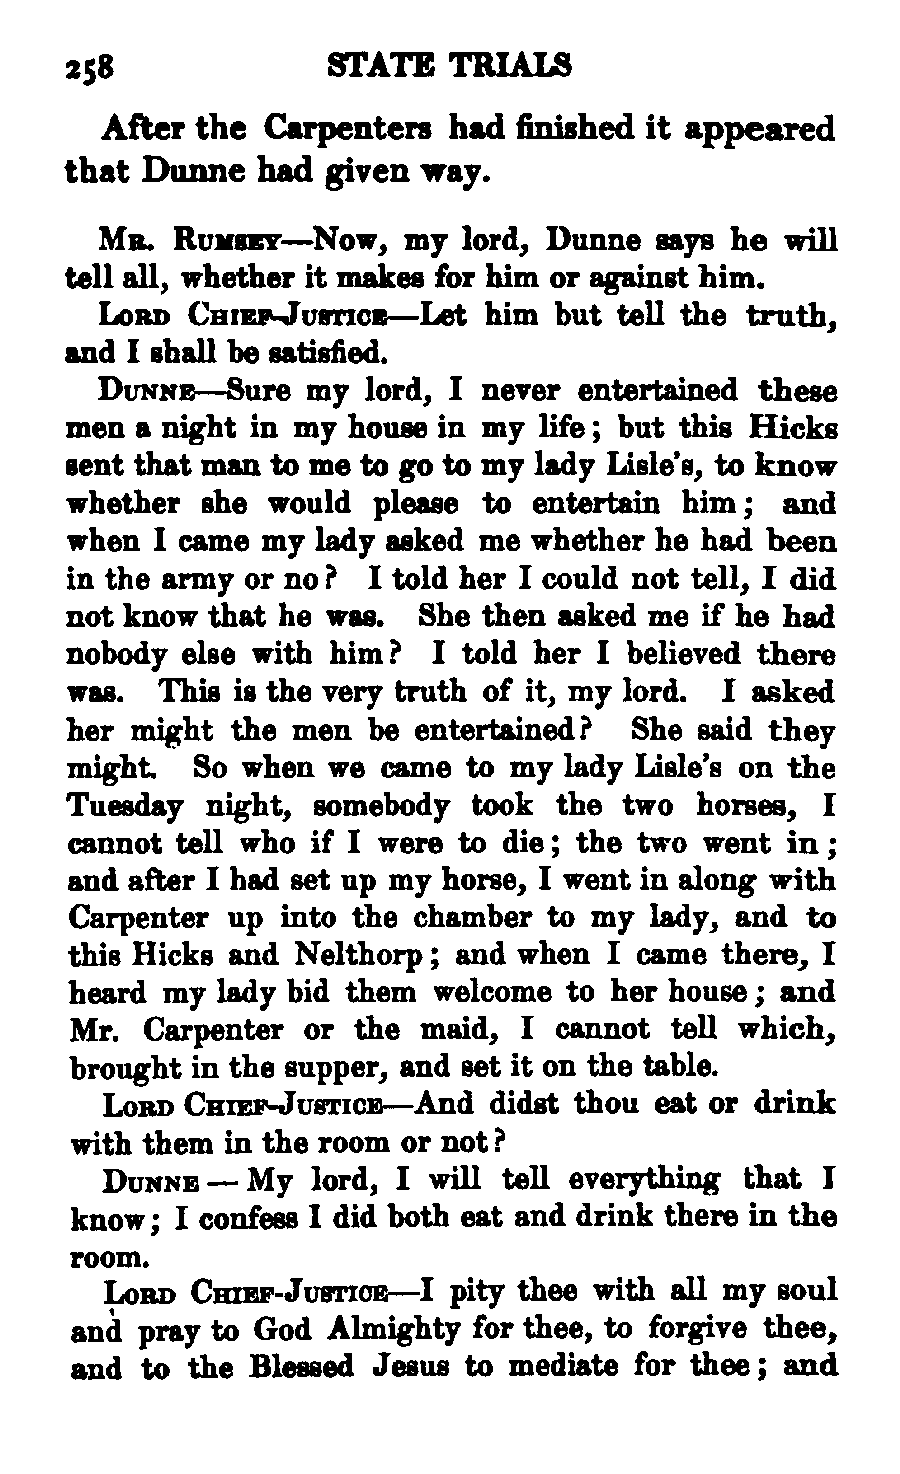 258 STATE TRIALS
After the Carpenters had finished it appeared
that Dunne had given way.
MR. RUMSEY—Now, my lord, Dunne says he will
tell all, whether it makes for him or against him.
LORD CHIEF-JUSTICE—Let him but tell the truth,
and I shall be satisfied.
DUNNE—Sure my lord, I never entertained these
men a night in my house in my life; but this Hicks
sent that man to me to go to my lady Lisle's, to know
whether she would please to entertain him; and
when I came my lady asked me whether he had been
in the army or no? I told her I could not tell, I did
not know that he was. She then asked me if he had
nobody else with him? I told her I believed there
was. This is the very truth of it, my lord. I asked
her might the men be entertained? She said they
might. So when we came to my lady Lisle's on the
Tuesday night, somebody took the two horses, I
cannot tell who if I were to die; the two went in;
and after I had set up my horse, I went in along with
Carpenter up into the chamber to my lady, and to
this Hicks and Nelthorp; and when I came there, I
heard my lady bid them welcome to her house; and
Mr. Carpenter or the maid, I cannot tell which,
brought in the supper, and set it on the table.
LORD CHIEF-JUSTICE—And didst thou eat or drink
with them in the room or not?
DUNNE — My lord, I will tell everything that I
know; I confess I did both eat and drink there in the
room.
LORD CHIEF-JUSTICE—I pity thee with all my soul
and pray to God Almighty for thee, to forgive thee,
and to the Blessed Jesus to mediate for thee; and